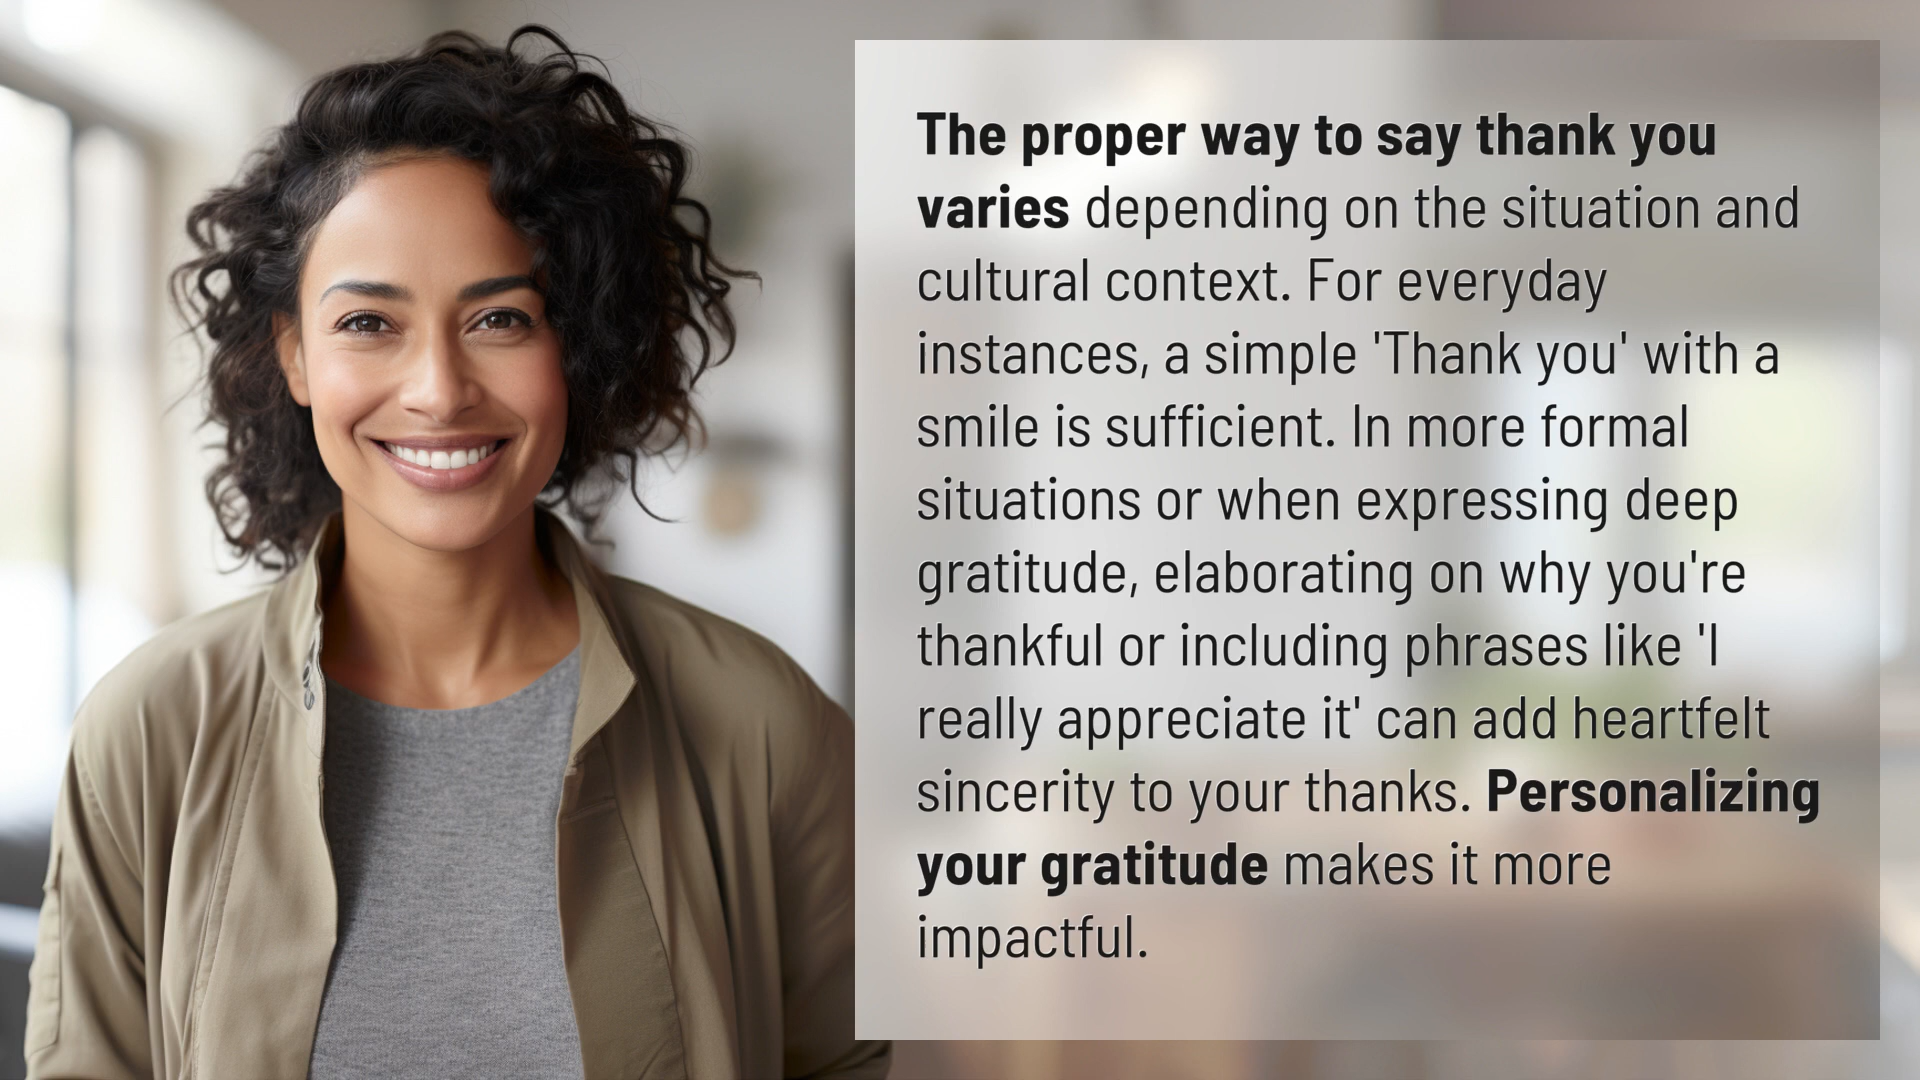 The proper way to say thank you
varies depending on the situation and
cultural context. For everyday
instances, a simple 'Thank you' with a
smile is sufficient. In more formal
situations or when expressing deep
gratitude, elaborating on why you're
thankful or including phrases like 'I
really appreciate it' can add heartfelt
sincerity to your thanks. Personalizing
your gratitude makes it more
impactful.